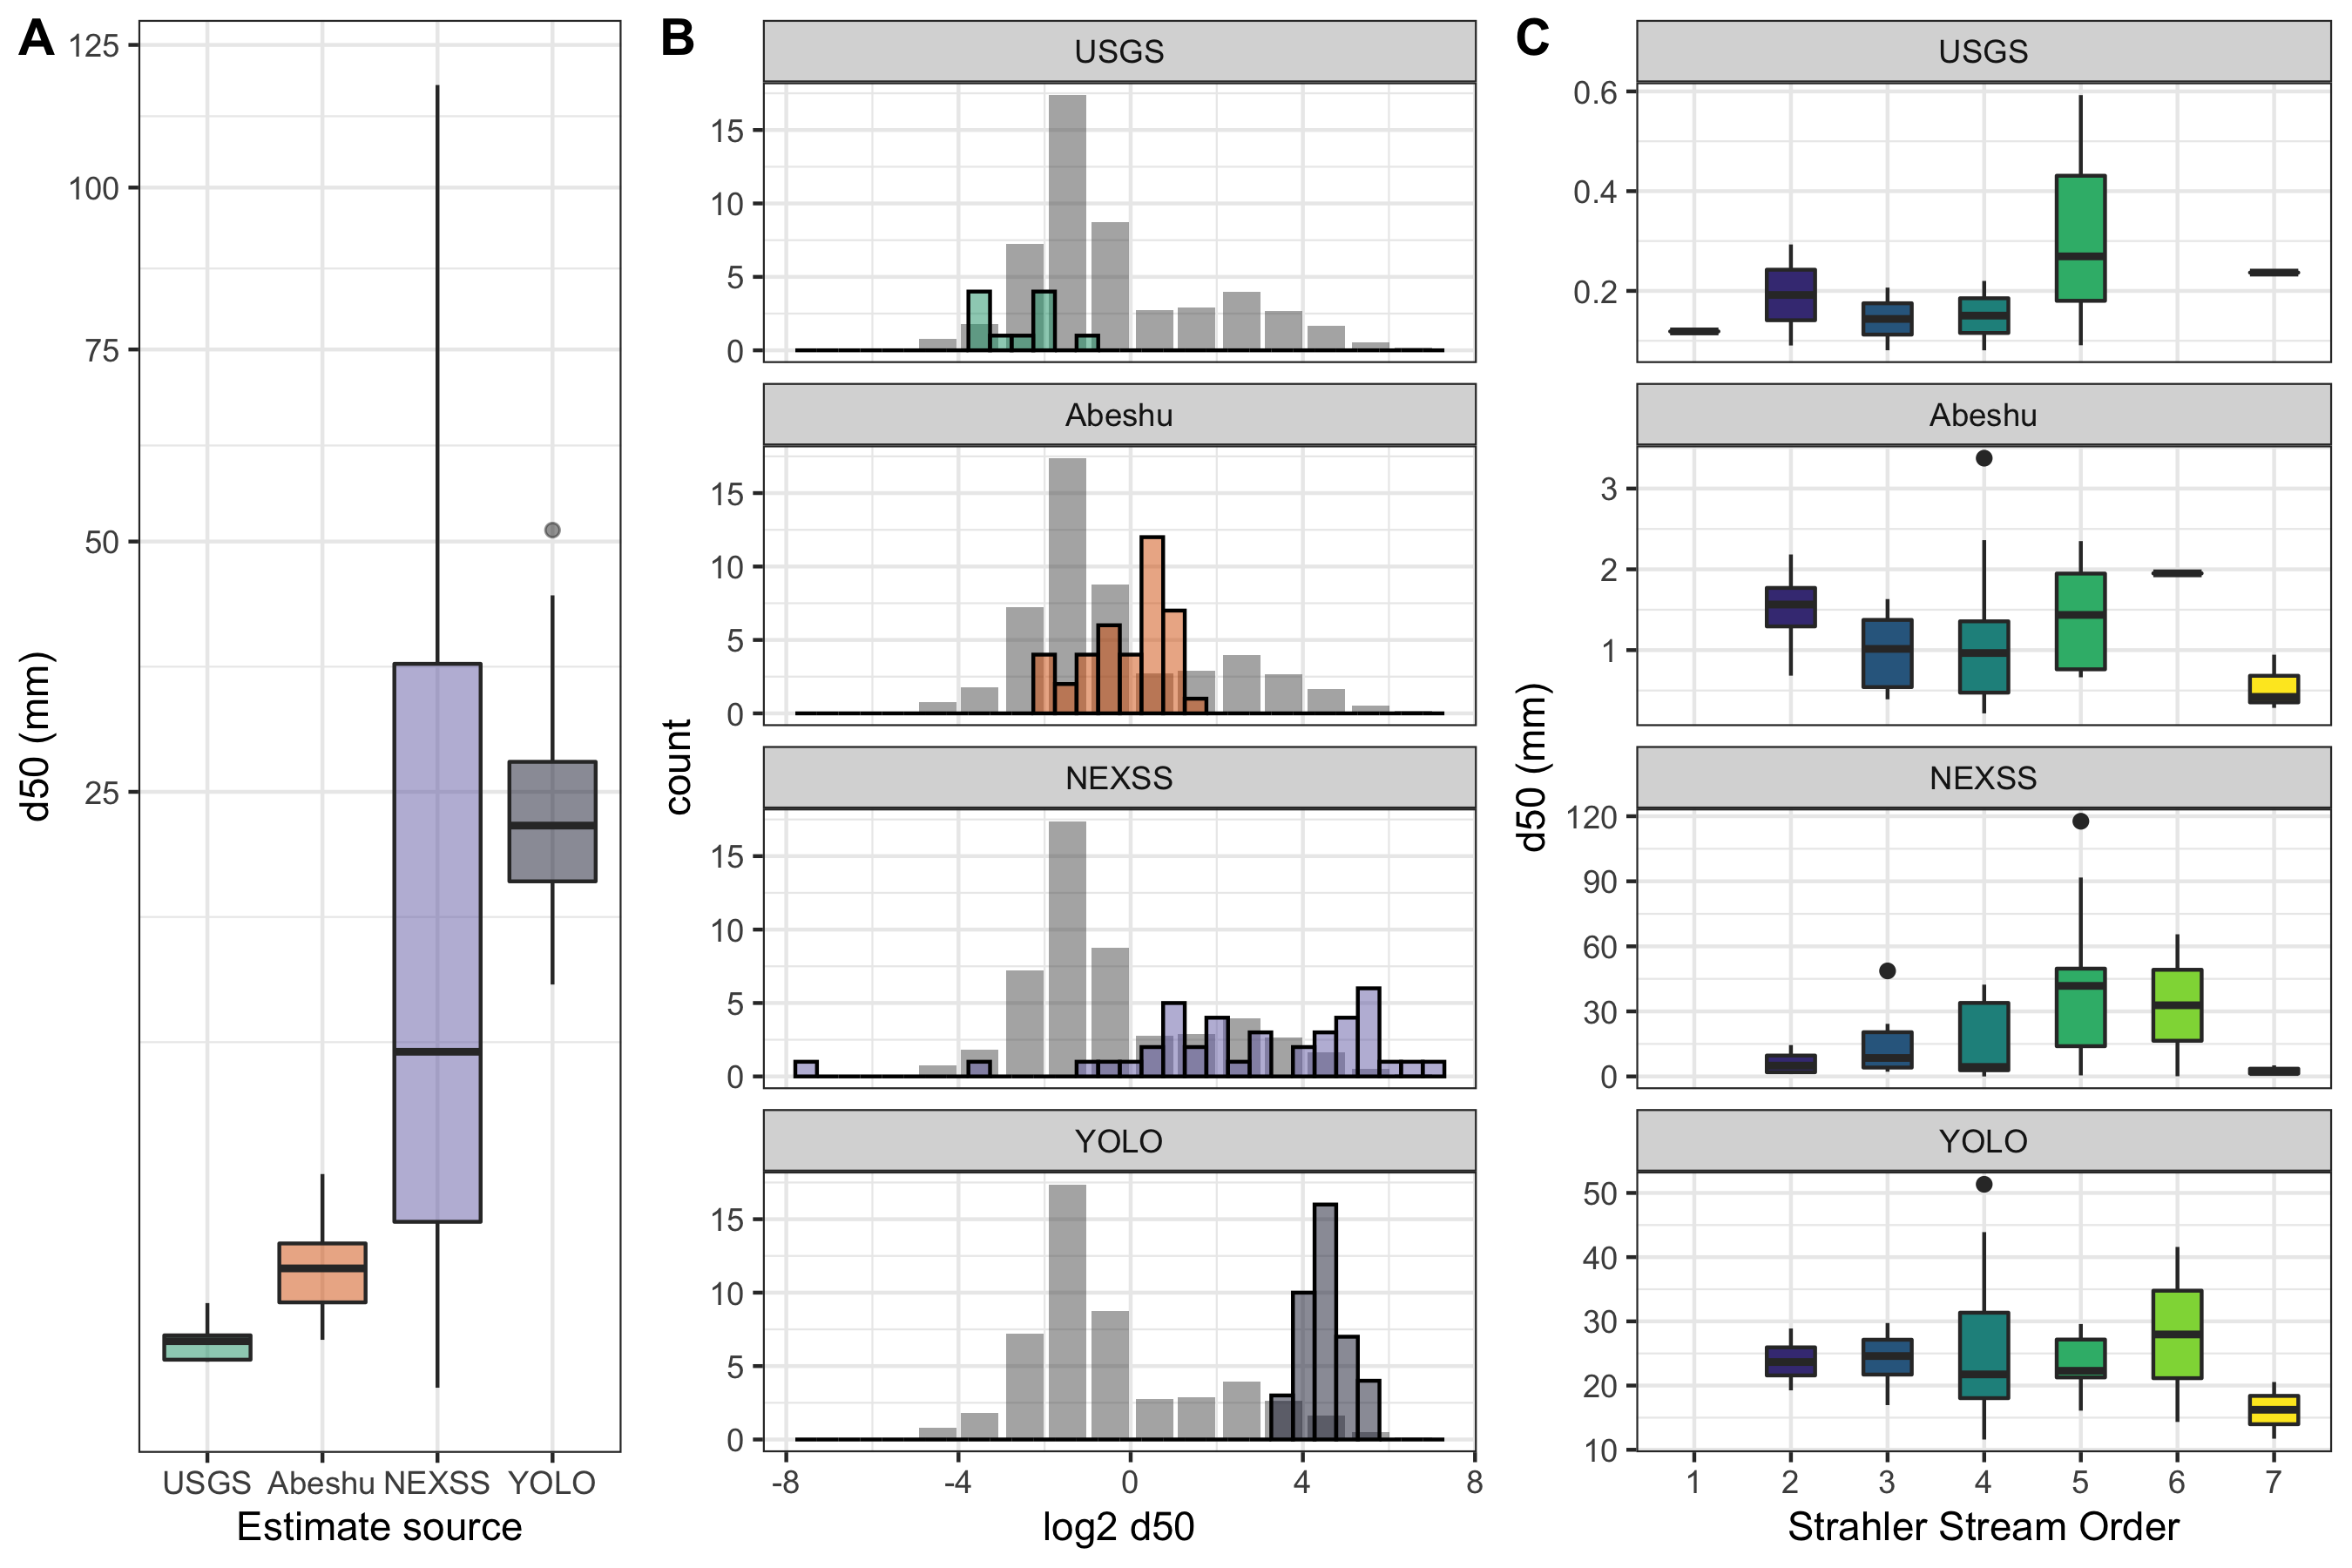 A
125
100
75
50
25
d50 (mm)
USGS Abeshu NEXSS YOLO
Estimate source
B
USGS
15
10
5
0
Abeshu
15
10
5
0
NEXSS
15
10
5
0
YOLO
15
10
5
0
count
-8 -4 0 4 8
log2 d50
C
USGS
0.6
0.4
0.2
Abeshu
3
2
1
NEXSS
120
90
60
30
0
YOLO
50
40
30
20
10
d50 (mm)
1 2 3 4 5 6 7
Strahler Stream Order